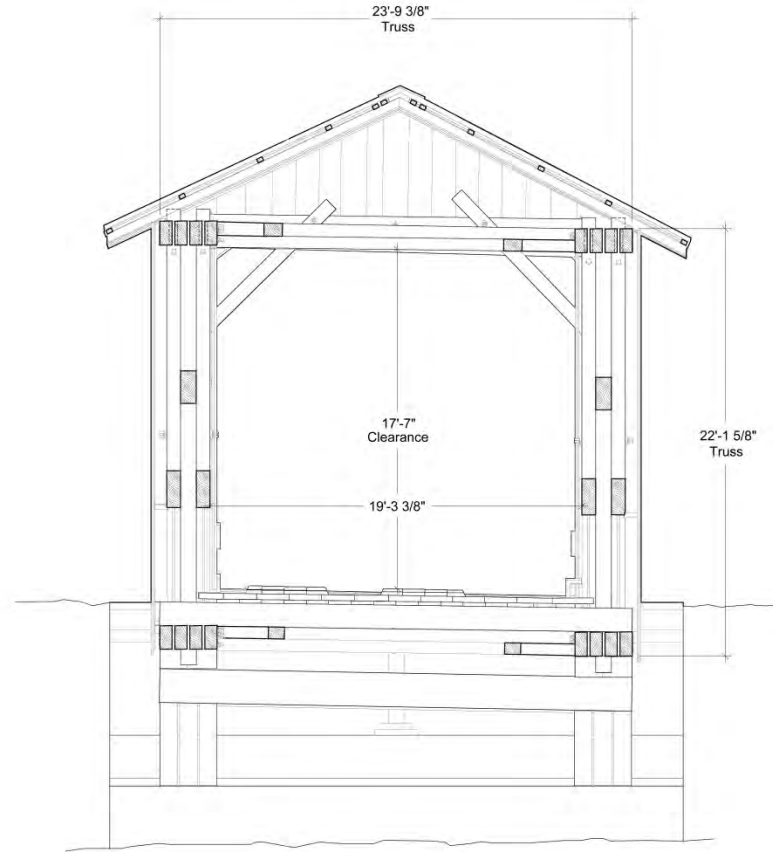 23'-9 3/8"
Truss
17'-7"
Clearance
22'-1 5/8"
Truss
19'-3 3/8"